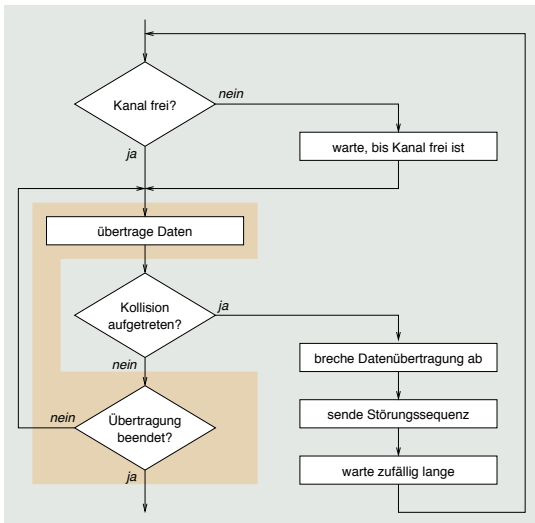 Kanal frei?
nein
warte, bis Kanal frei ist
ja
übertrage Daten
Kollision
aufgetreten?
ja
nein
breche Datenübertragung ab
sende Störungssequenz
warte zufällig lange
Übertragung
beendet?
nein
ja